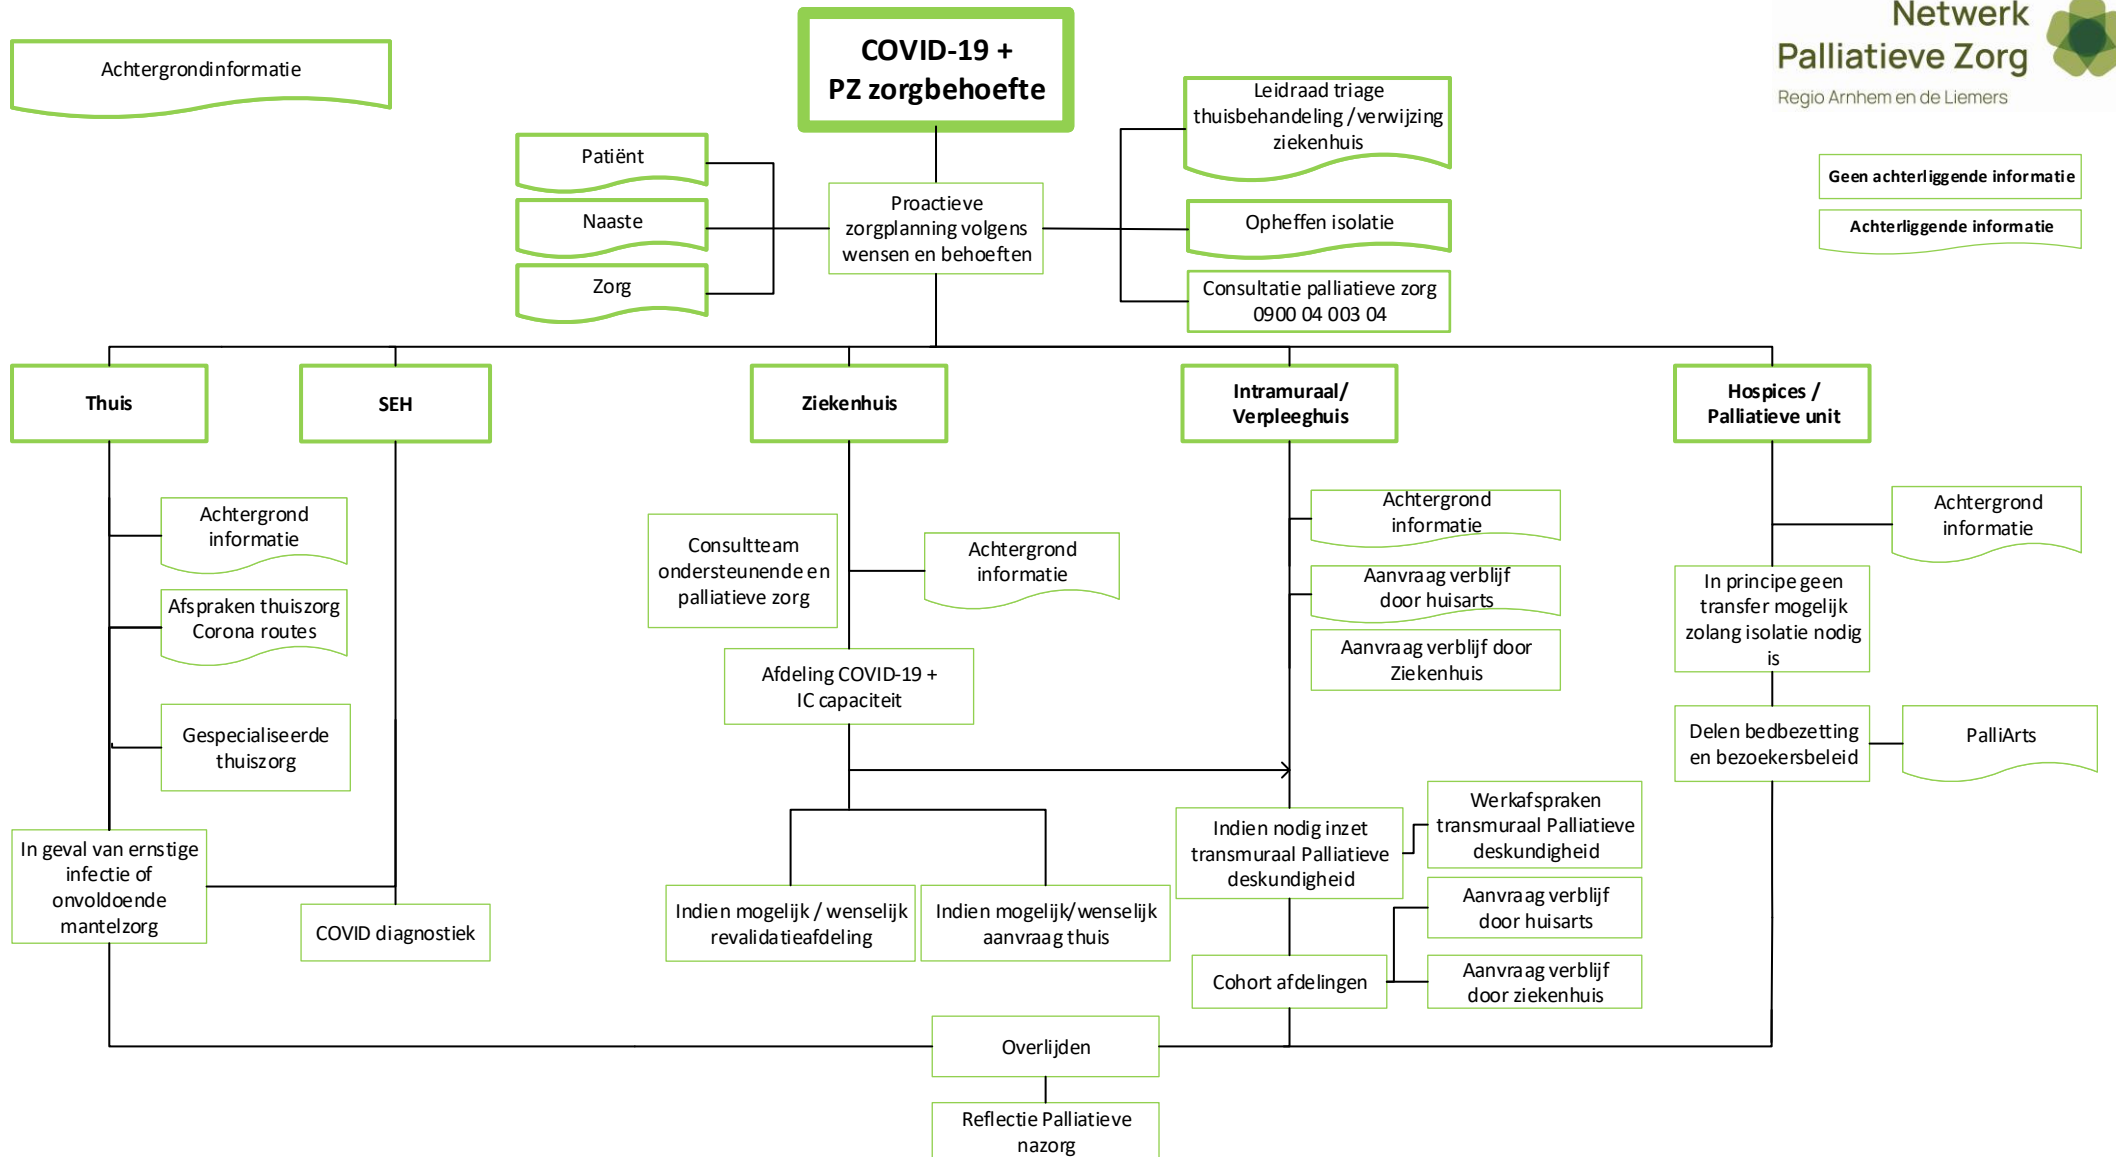 Achtergrondinformatie
COVID-19 +
PZ zorgbehoefte
Netwerk
Palliatieve Zorg
Regio Arnhem en de Liemers
Geen achterliggende informatie
Achterliggende informatie
Patiënt
Naaste
Zorg
Proactieve
zorgplanning volgens
wensen en behoeften
Leidraad triage
thuisbehandeling /verwijzing
ziekenhuis
Opheffen isolatie
Consultatie palliatieve zorg
0900 04 003 04
Thuis
SEH
Ziekenhuis
Intramuraal/
Verpleeghuis
Hospices /
Palliatieve unit
Achtergrond
informatie
Afspraken thuiszorg
Corona routes
Gespecialiseerde
thuiszorg
In geval van ernstige
infectie of
onvoldoende
mantelzorg
COVID diagnostiek
Consultteam
ondersteunende en
palliatieve zorg
Achtergrond
informatie
Afdeling COVID-19 +
IC capaciteit
Indien mogelijk / wenselijk
revalidatieafdeling
Indien mogelijk/wenselijk
aanvraag thuis
Achtergrond
informatie
Aanvraag verblijf
door huisarts
Aanvraag verblijf door
Ziekenhuis
Indien nodig inzet
transmuraal Palliatieve
deskundigheid
Werkafspraken
transmuraal Palliatieve
deskundigheid
Aanvraag verblijf
door huisarts
Cohort afdelingen
Aanvraag verblijf
door ziekenhuis
Achtergrond
informatie
In principe geen
transfer mogelijk
zolang isolatie nodig
is
Delen bedbezetting
en bezoekersbeleid
PalliArts
Overlijden
Reflectie Palliatieve
nazorg